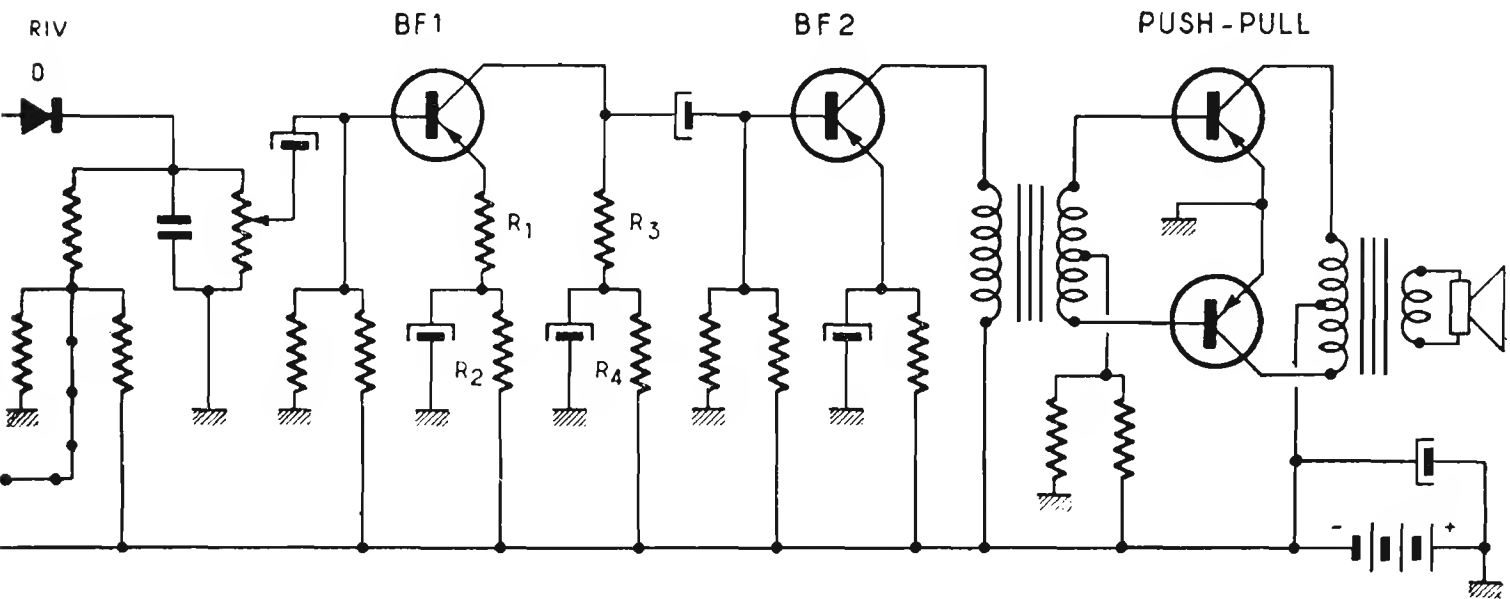 RIV
D
BF1
BF2
PUSH-PULL
R1
R3
R2
R4
- +